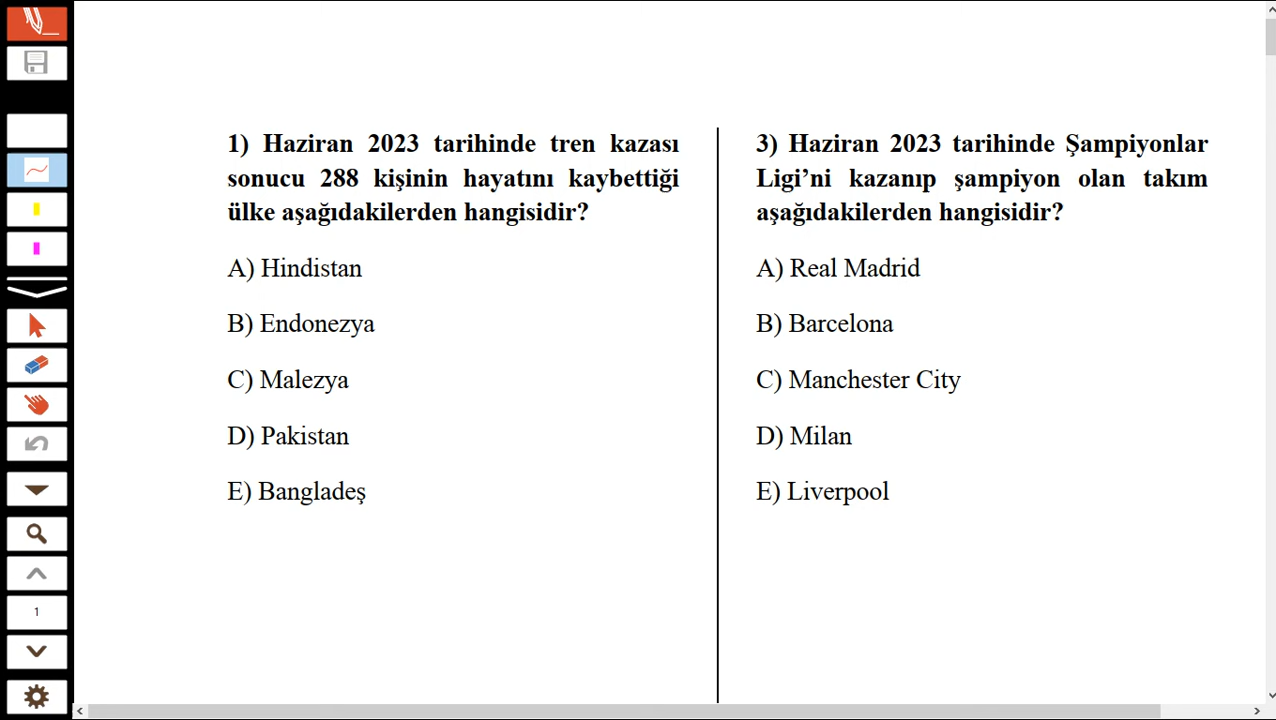 1) Haziran 2023 tarihinde tren kazası
sonucu 288 kişinin hayatını kaybettiği
ülke aşağıdakilerden hangisidir?
A) Hindistan
B) Endonezya
C) Malezya
D) Pakistan
E) Bangladeş
3) Haziran 2023 tarihinde Şampiyonlar
Ligi’ni kazanıp şampiyon olan takım
aşağıdakilerden hangisidir?
A) Real Madrid
B) Barcelona
C) Manchester City
D) Milan
E) Liverpool
1